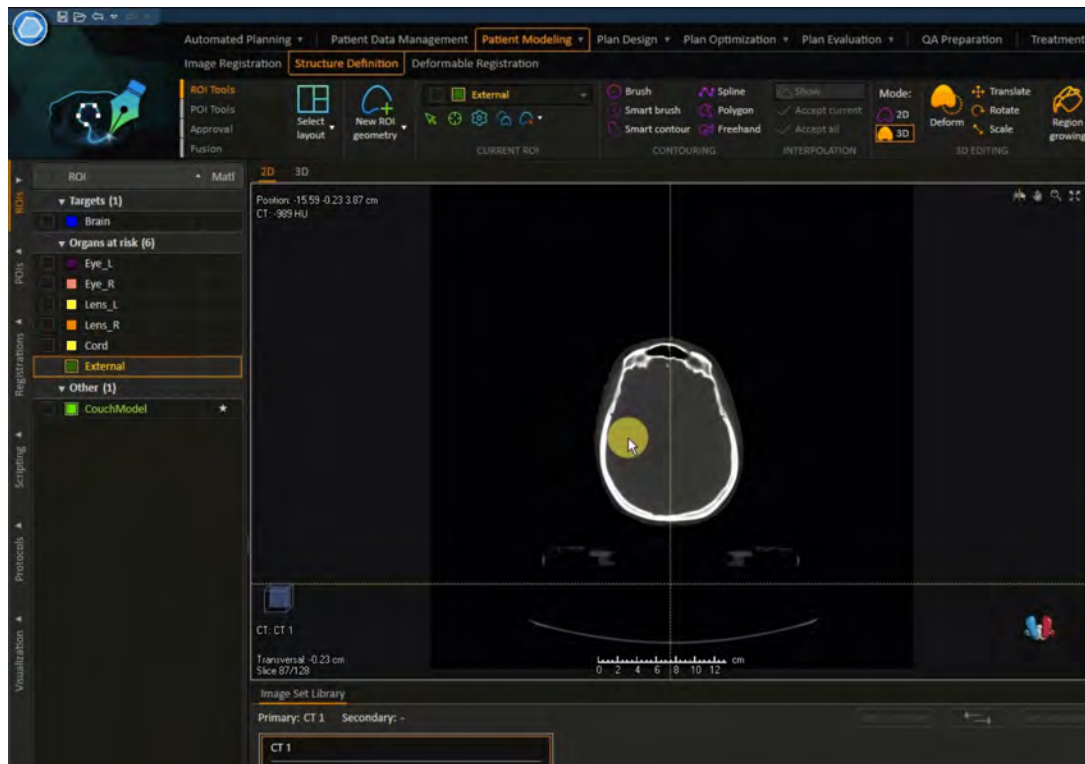 Automated Planning Patient Data Management Patient Modeling Plan Design Plan Optimization Plan Evaluation QA Preparation Treatment
Image Registration Structure Definition Deformable Registration
ROI Tools
POI Tools
Approval
Fusion
Select layout
New ROI geometry
External
CURRENT ROI
Brush
Smart brush
Smart contour
Spline
Polygon
Freehand
CONTOURING
Show
Accept current
Accept all
INTERPOLATION
Mode:
2D
3D
Deform
Translate
Rotate
Scale
3D EDITING
Region growing
ROIs
POIs
Registrations
Scripting
Protocols
Visualization
ROI Matl
Targets (1)
Brain
Organs at risk (6)
Eye_L
Eye_R
Lens_L
Lens_R
Cord
External
Other (1)
CouchModel
2D 3D
Position: -15.59 -0.23 3.87 cm
CT: -989 HU
CT: CT 1
Transversal: -0.23 cm
Slice 87/128
cm
0 2 4 6 8 10 12
Image Set Library
Primary: CT 1 Secondary: -
CT 1